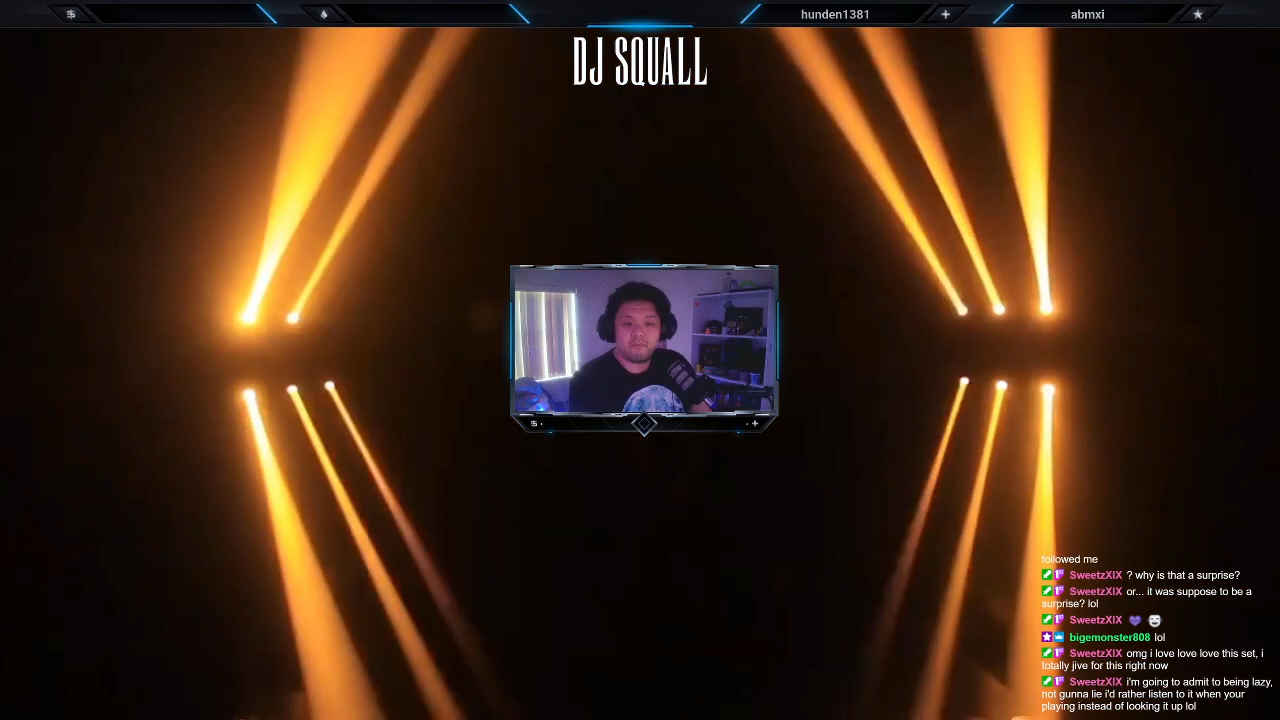 hunden1381
abmxi
DJ SQUALL
followed me
SweetzXIX ? why is that a surprise?
SweetzXIX or... it was suppose to be a
surprise? lol
SweetzXIX
bigemonster808 lol
SweetzXIX omg i love love love this set, i
totally jive for this right now
SweetzXIX i'm going to admit to being lazy,
not gunna lie i'd rather listen to it when your
playing instead of looking it up lol